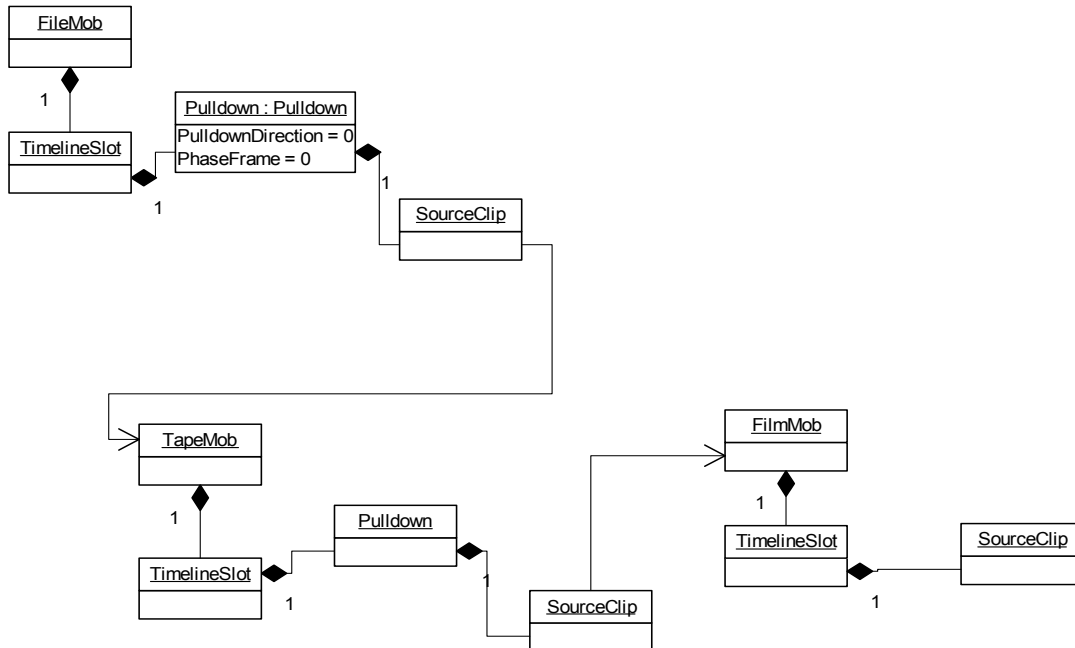 FileMob
1
TimelineSlot
1
Pulldown : Pulldown
PulldownDirection = 0
PhaseFrame = 0
1
SourceClip
TapeMob
1
TimelineSlot
1
Pulldown
1
SourceClip
FilmMob
1
TimelineSlot
1
SourceClip